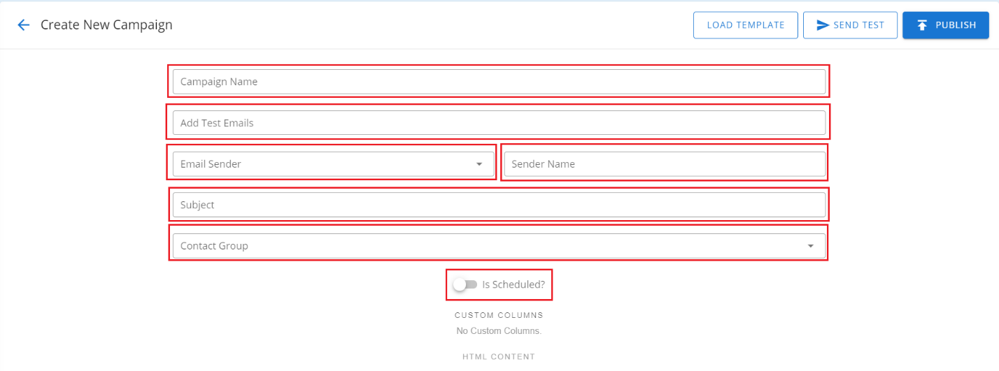 Create New Campaign
LOAD TEMPLATE
SEND TEST
PUBLISH
Campaign Name
Add Test Emails
Email Sender
Sender Name
Subject
Contact Group
Is Scheduled?
CUSTOM COLUMNS
No Custom Columns.
HTML CONTENT